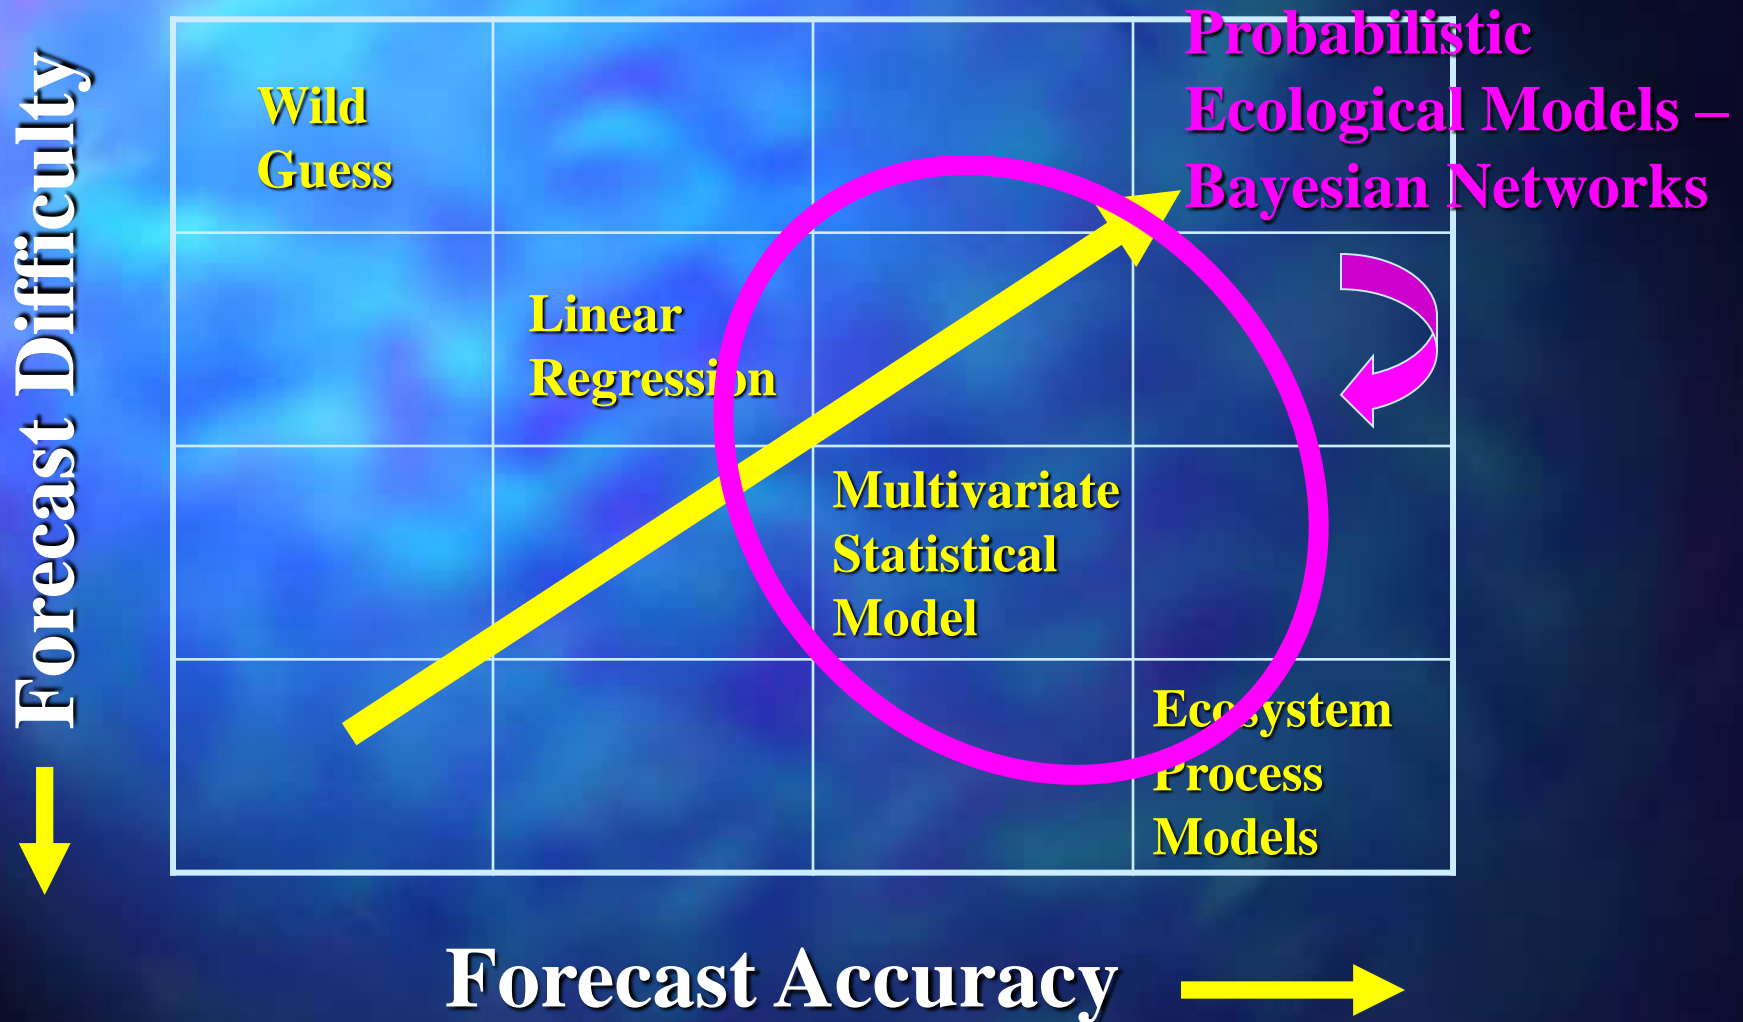 Probabilistic
Ecological Models –
Bayesian Networks
Wild
Guess
Linear
Regression
Multivariate
Statistical
Model
Ecosystem
Process
Models
Forecast Difficulty
Forecast Accuracy